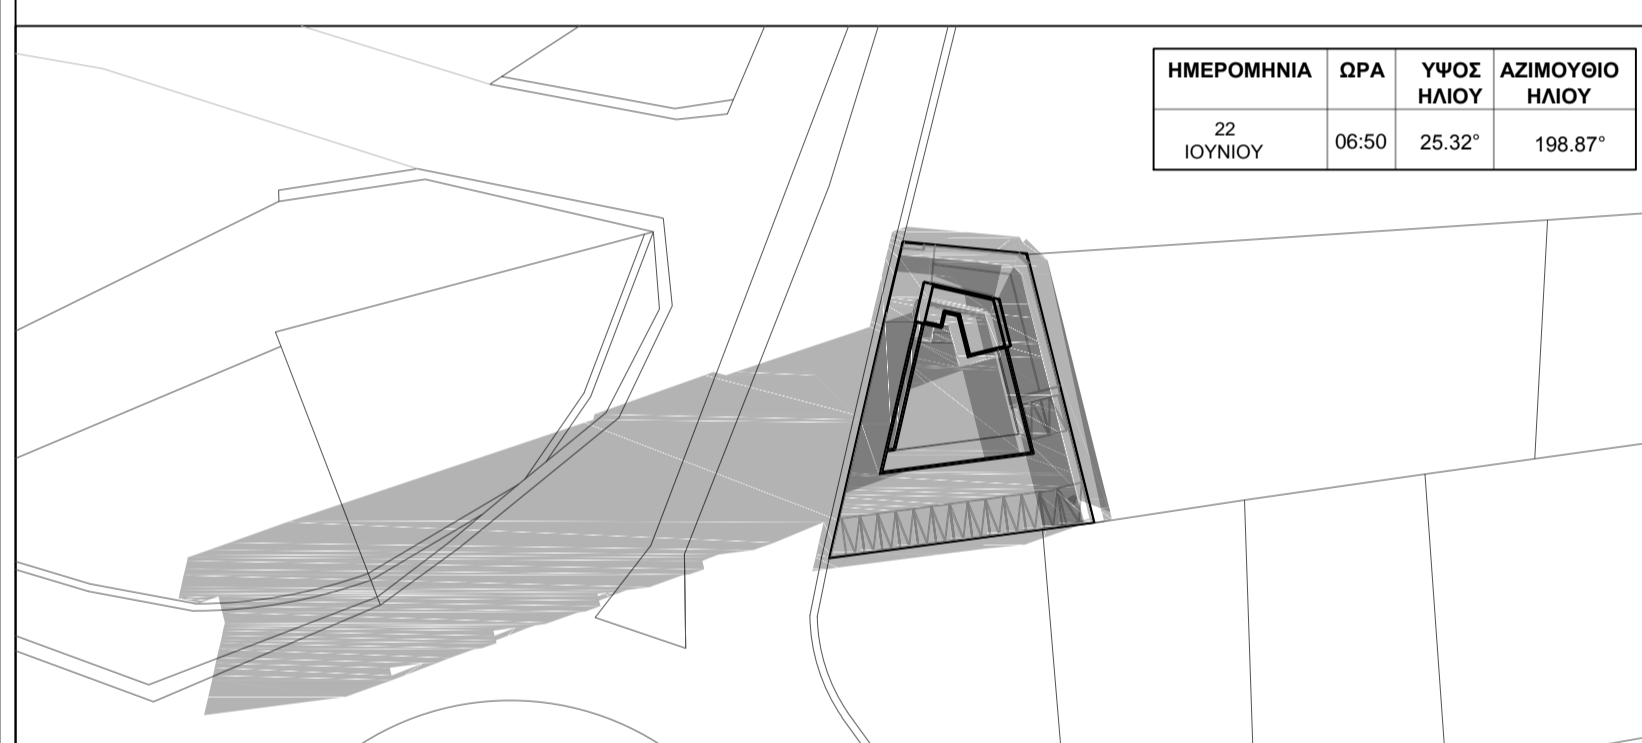 ΗΜΕΡΟΜΗΝΙΑ ΩΡΑ ΥΨΟΣ ΗΛΙΟΥ ΑΖΙΜΟΥΘΙΟ ΗΛΙΟΥ
22 ΙΟΥΝΙΟΥ 06:50 25.32° 198.87°